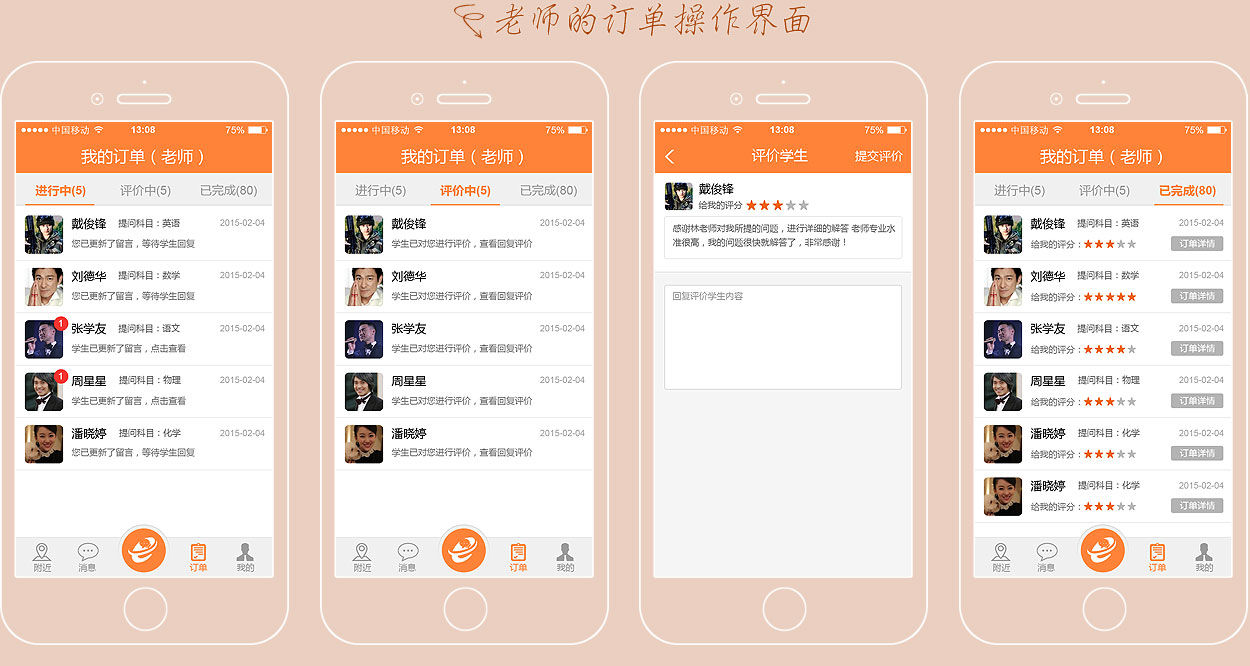 老师的订单操作界面
中国移动 13:08 75%
我的订单（老师）
进行中(5) 评价中(5) 已完成(80)
戴俊锋 提问科目：英语 2015-02-04
您已更新了留言，等待学生回复
刘德华 提问科目：数学 2015-02-04
您已更新了留言，等待学生回复
1
张学友 提问科目：语文 2015-02-04
学生已更新了留言，点击查看
1
周星星 提问科目：物理 2015-02-04
学生已更新了留言，点击查看
潘晓婷 提问科目：化学 2015-02-04
您已更新了留言，等待学生回复
附近 消息 订单 我的
中国移动 13:08 75%
我的订单（老师）
进行中(5) 评价中(5) 已完成(80)
戴俊锋 2015-02-04
学生已对您进行评价，查看回复评价
刘德华 2015-02-04
学生已对您进行评价，查看回复评价
张学友 2015-02-04
学生已对您进行评价，查看回复评价
周星星 2015-02-04
学生已对您进行评价，查看回复评价
潘晓婷 2015-02-04
学生已对您进行评价，查看回复评价
附近 消息 订单 我的
中国移动 13:08 75%
评价学生 提交评价
戴俊锋
给我的评分
感谢林老师对我所提的问题，进行详细的解答 老师专业水
准很高，我的问题很快就解答了，非常感谢！
回复评价学生内容
中国移动 13:08 75%
我的订单（老师）
进行中(5) 评价中(5) 已完成(80)
戴俊锋 提问科目：英语 2015-02-04
给我的评分： 订单详情
刘德华 提问科目：数学 2015-02-04
给我的评分： 订单详情
张学友 提问科目：语文 2015-02-04
给我的评分： 订单详情
周星星 提问科目：物理 2015-02-04
给我的评分： 订单详情
潘晓婷 提问科目：化学 2015-02-04
给我的评分： 订单详情
潘晓婷 提问科目：化学 2015-02-04
给我的评分： 订单详情
附近 消息 订单 我的